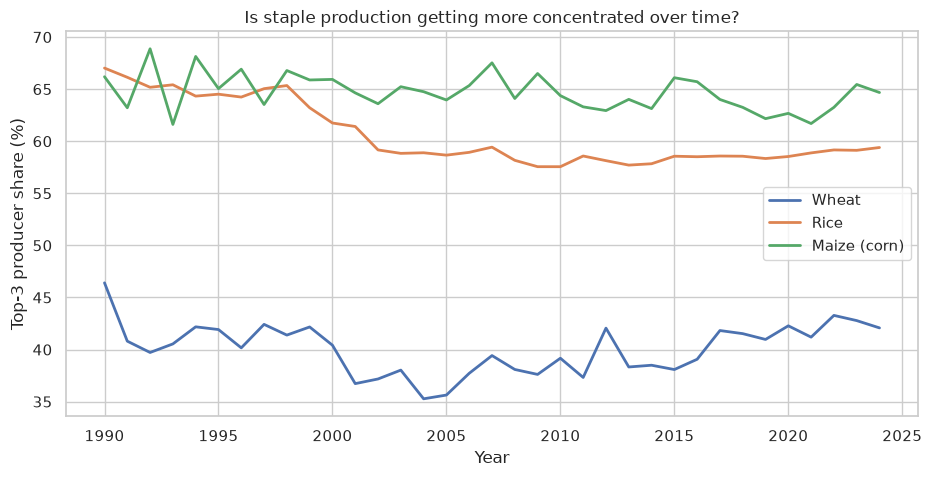 Is staple production getting more concentrated over time?
Top-3 producer share (%)
70
65
60
55
50
45
40
35
Wheat
Rice
Maize (corn)
1990
1995
2000
2005
2010
2015
2020
2025
Year